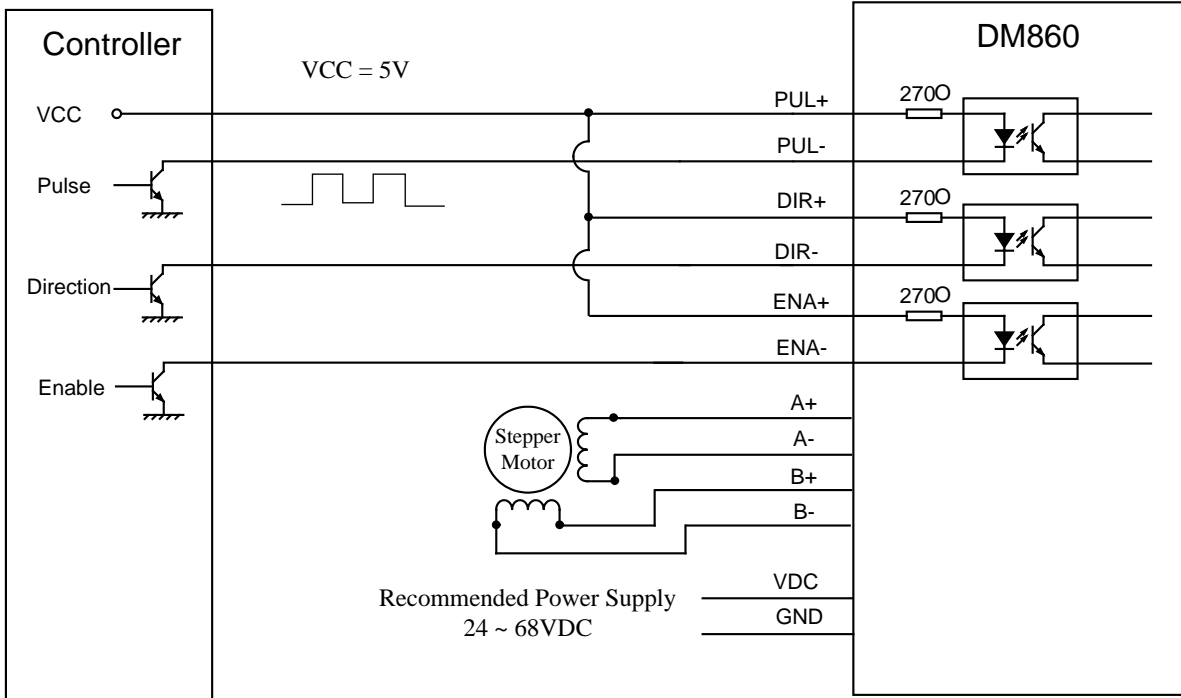 Controller
DM860
VCC = 5V
VCC
PUL+
270O
PUL-
Pulse
DIR+
270O
DIR-
Direction
ENA+
270O
ENA-
Enable
A+
Stepper
Motor
A-
B+
B-
VDC
Recommended Power Supply
24 ~ 68VDC
GND